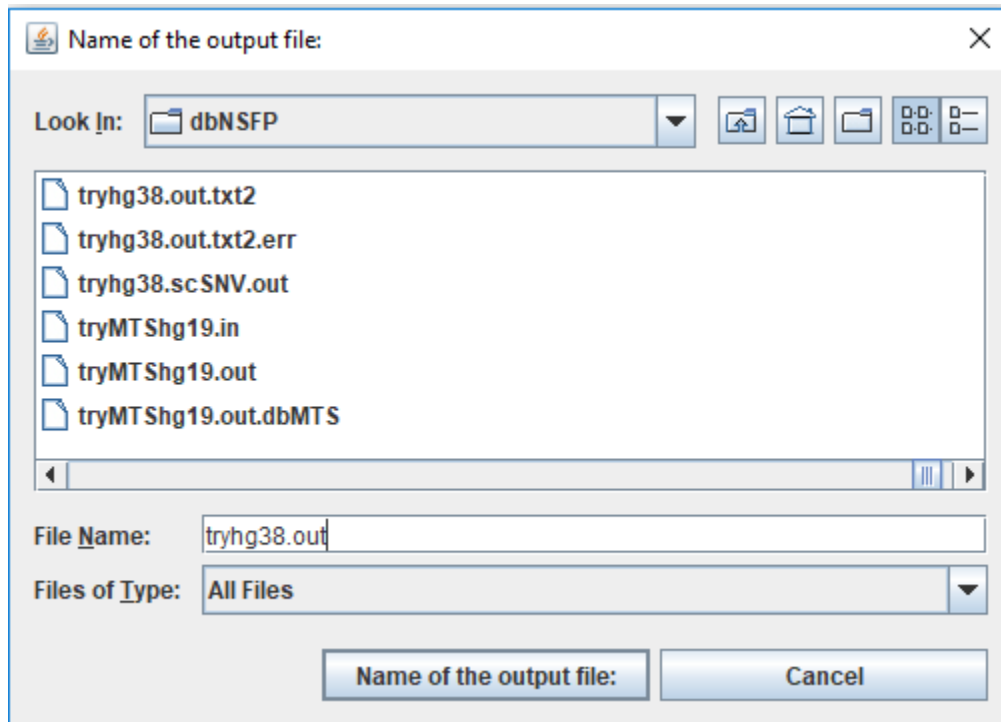 Name of the output file:
Look In: dbNSFP
tryhg38.out.txt2
tryhg38.out.txt2.err
tryhg38.scSNV.out
tryMTShg19.in
tryMTShg19.out
tryMTShg19.out.dbMTS
File Name: tryhg38.out
Files of Type: All Files
Name of the output file: Cancel